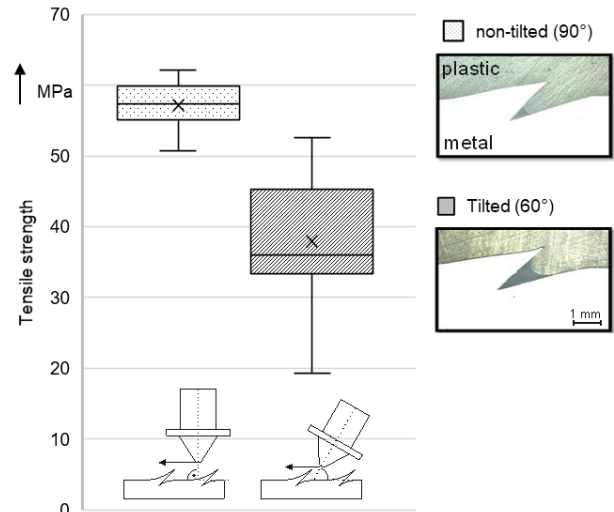 70
MPa
50
40
30
20
10
0
Tensile strength
non-tilted (90°)
plastic
metal
Tilted (60°)
1 mm